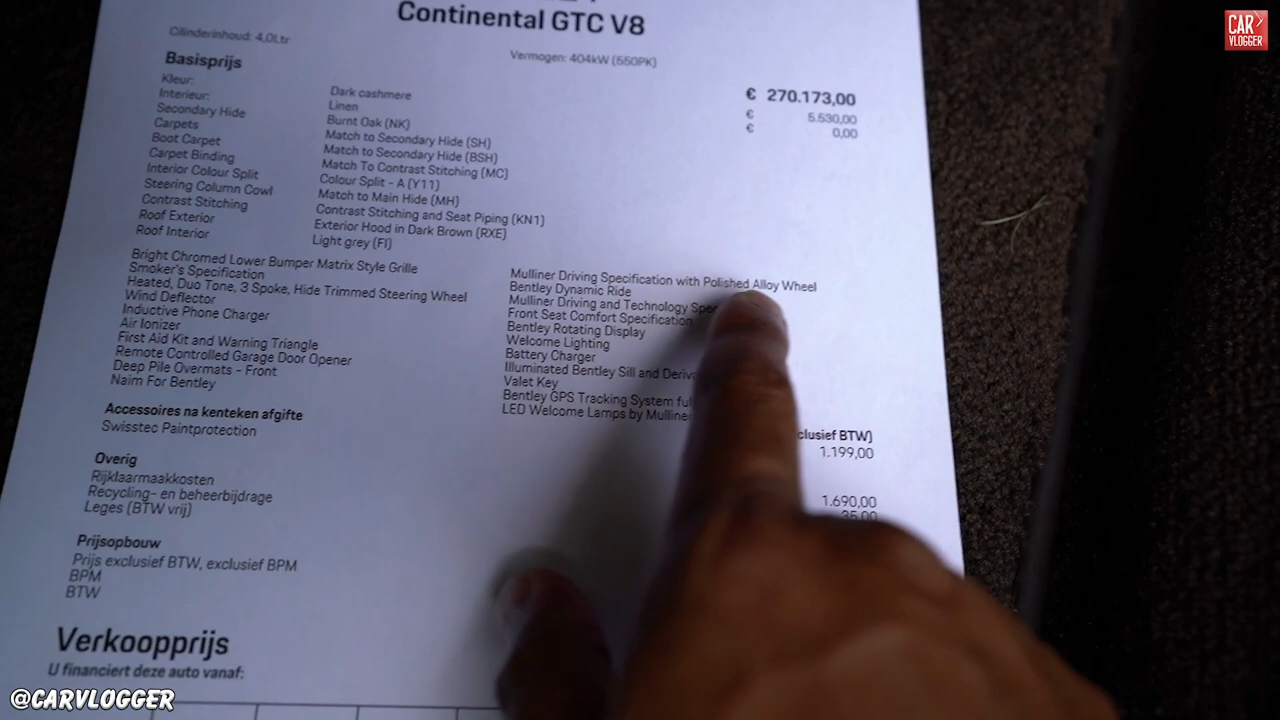 CAR VLOGGER
Continental GTC V8
Cilinderinhoud: 4,0Ltr
Vermogen: 404kW (550PK)
Basisprijs € 270.173,00
Kleur: Dark cashmere € 5.530,00
Interieur: Linen € 0,00
Secondary Hide Burnt Oak (NK)
Carpets Match to Secondary Hide (SH)
Boot Carpet Match to Secondary Hide (BSH)
Carpet Binding Match To Contrast Stitching (MC)
Interior Colour Split Colour Split - A (Y11)
Steering Column Cowl Match to Main Hide (MH)
Contrast Stitching Contrast Stitching and Seat Piping (KN1)
Roof Exterior Exterior Hood in Dark Brown (RXE)
Roof Interior Light grey (FI)
Bright Chromed Lower Bumper Matrix Style Grille
Smoker's Specification
Heated, Duo Tone, 3 Spoke, Hide Trimmed Steering Wheel
Wind Deflector
Inductive Phone Charger
Air Ionizer
First Aid Kit and Warning Triangle
Remote Controlled Garage Door Opener
Deep Pile Overmats - Front
Naim For Bentley
Mulliner Driving Specification with Polished Alloy Wheel
Bentley Dynamic Ride
Mulliner Driving and Technology
Front Seat Comfort Specification
Bentley Rotating Display
Welcome Lighting
Battery Charger
Illuminated Bentley Sill and
Valet Key
Bentley GPS Tracking System
LED Welcome Lamps by Mulliner
Accessoires na kenteken afgifte clusief BTW)
Swisstec Paintprotection 1.199,00
Overig
Rijklaarmaakkosten 1.690,00
Recycling- en beheerbijdrage 35,00
Leges (BTW vrij)
Prijsopbouw
Prijs exclusief BTW, exclusief BPM
BPM
BTW
Verkoopprijs
U financiert deze auto vanaf:
@CARVLOGGER